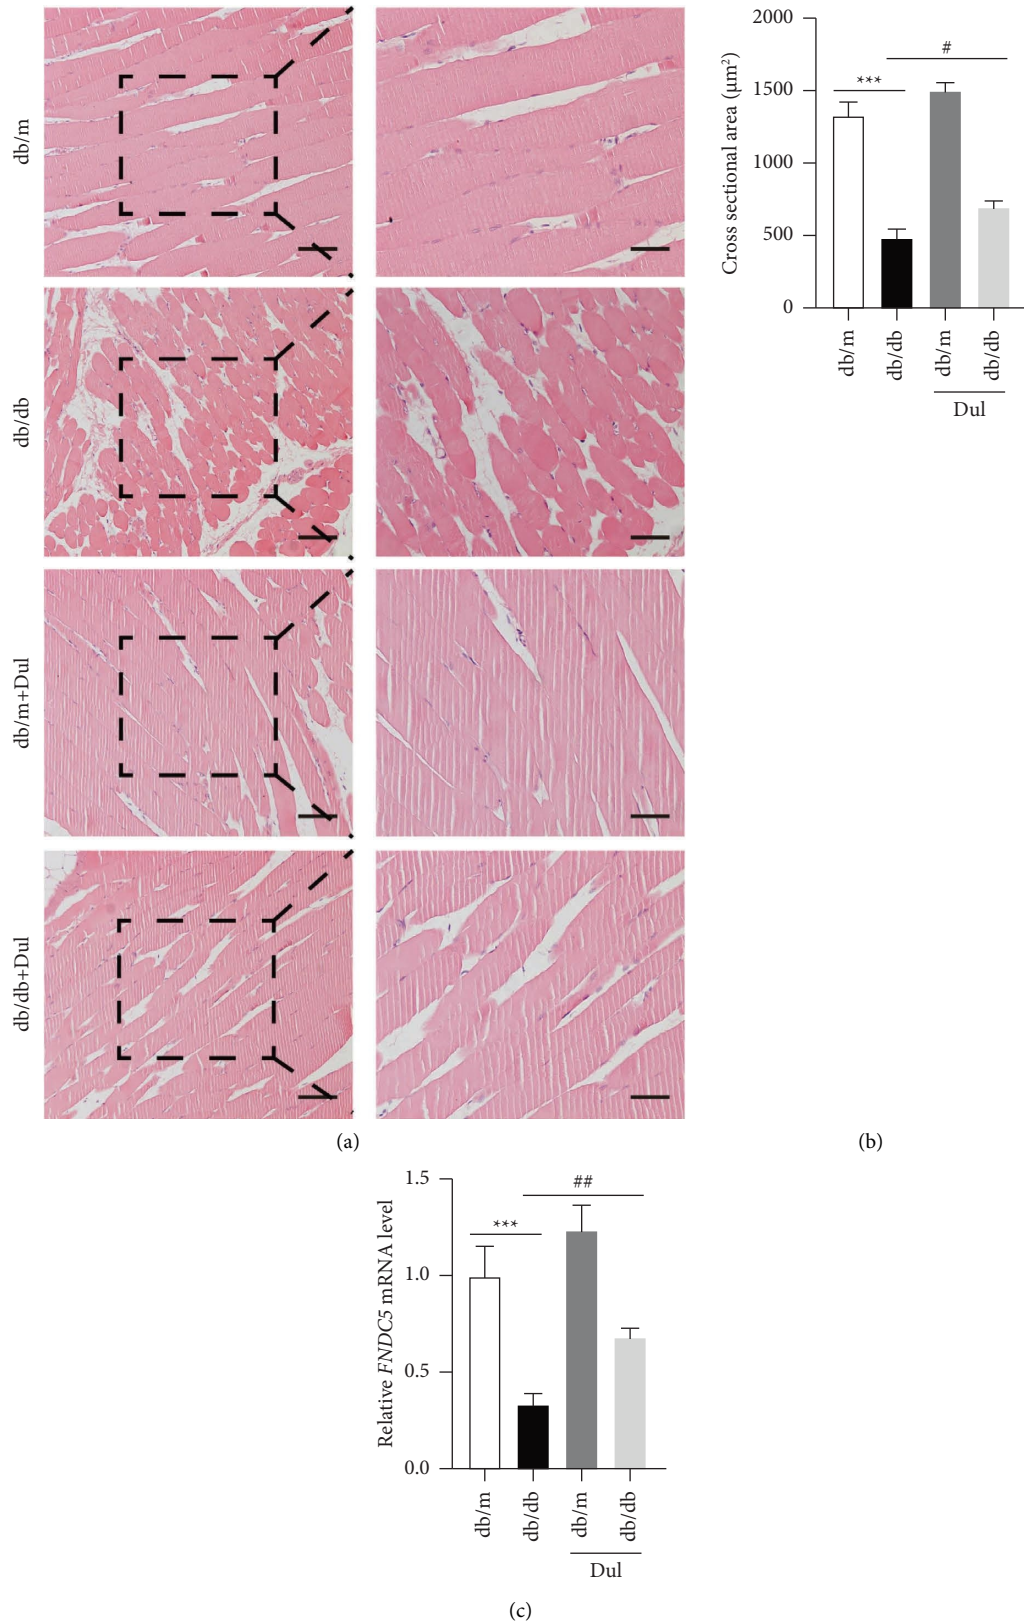 db/m
db/db
db/m+Dul
db/db+Dul
(a)
Cross sectional area (μm²)
2000
1500
1000
500
0
***
#
db/m
db/db
db/m
db/db
Dul
(b)
Relative FNDC5 mRNA level
1.5
1.0
0.5
0.0
***
##
db/m
db/db
db/m
db/db
Dul
(c)